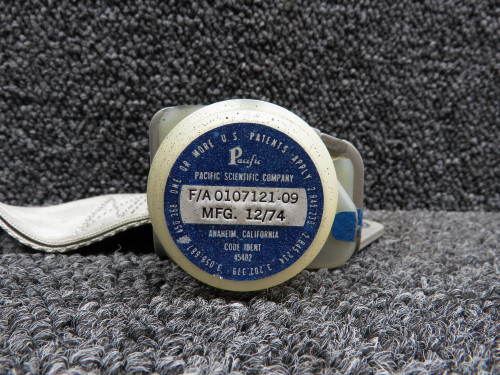 ONE OR MORE U.S. PATENTS APPLY
Pacific
PACIFIC SCIENTIFIC COMPANY
F/A 0107121-09
MFG. 12/74
ANAHEIM, CALIFORNIA
CODE IDENT
45402